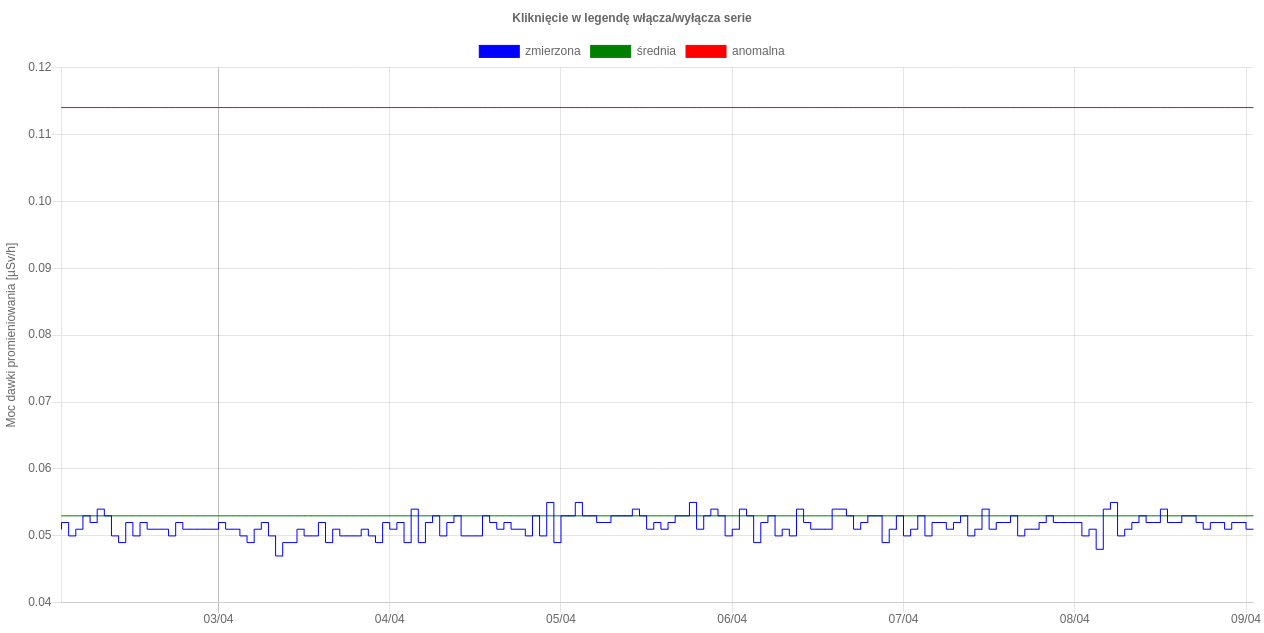 Kliknięcie w legendę włącza/wyłącza serie
zmierzona średnia anomalna
Moc dawki promieniowania [µSv/h]
0.12
0.11
0.10
0.09
0.08
0.07
0.06
0.05
0.04
03/04 04/04 05/04 06/04 07/04 08/04 09/04